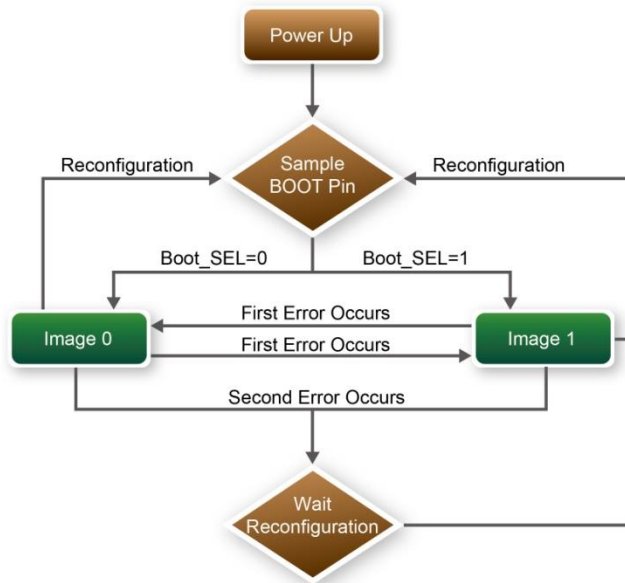 Power Up
Reconfiguration
Sample
BOOT Pin
Reconfiguration
Boot_SEL=0
Boot_SEL=1
First Error Occurs
Image 0
Image 1
First Error Occurs
Second Error Occurs
Wait
Reconfiguration